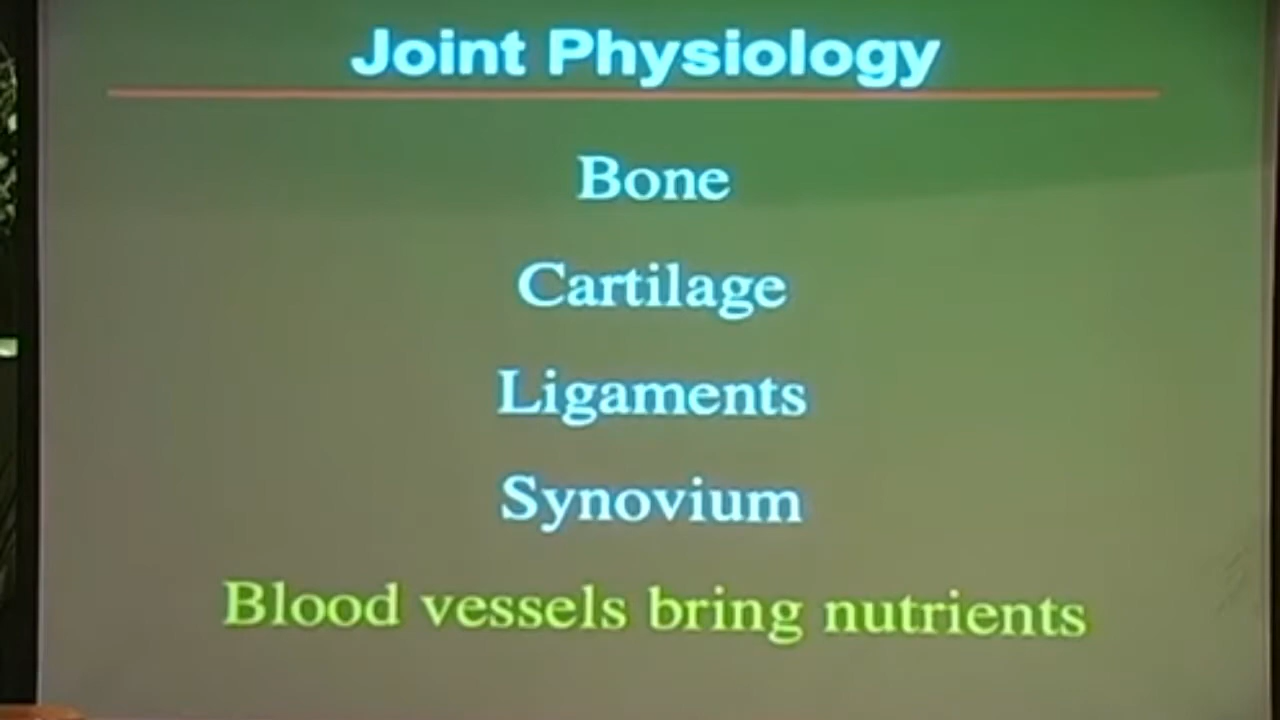 Joint Physiology
Bone
Cartilage
Ligaments
Synovium
Blood vessels bring nutrients